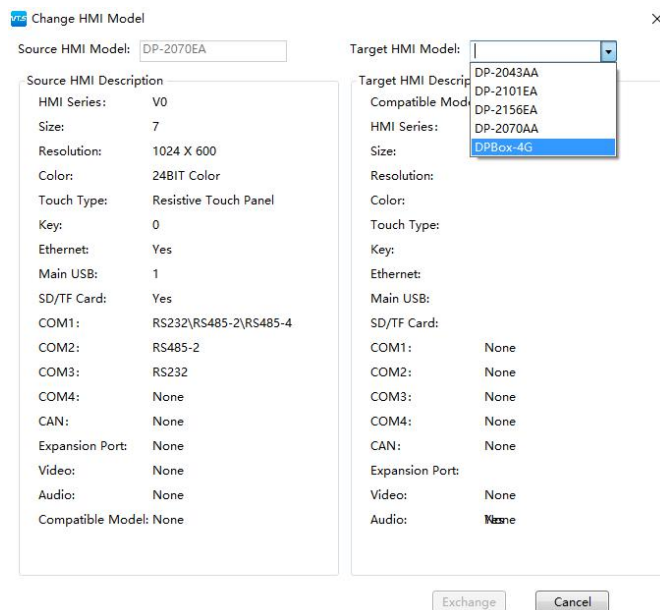 VT.S Change HMI Model
Source HMI Model: DP-2070EA
Target HMI Model:
DP-2043AA
DP-2101EA
DP-2156EA
DP-2070AA
DPBox-4G
Source HMI Description
HMI Series: V0
Size: 7
Resolution: 1024 X 600
Color: 24BIT Color
Touch Type: Resistive Touch Panel
Key: 0
Ethernet: Yes
Main USB: 1
SD/TF Card: Yes
COM1: RS232\RS485-2\RS485-4
COM2: RS485-2
COM3: RS232
COM4: None
CAN: None
Expansion Port: None
Video: None
Audio: None
Compatible Model: None
Target HMI Descrip
Compatible Mode
HMI Series:
Size:
Resolution:
Color:
Touch Type:
Key:
Ethernet:
Main USB:
SD/TF Card:
COM1: None
COM2: None
COM3: None
COM4: None
CAN: None
Expansion Port:
Video: None
Audio:
Exchange
Cancel